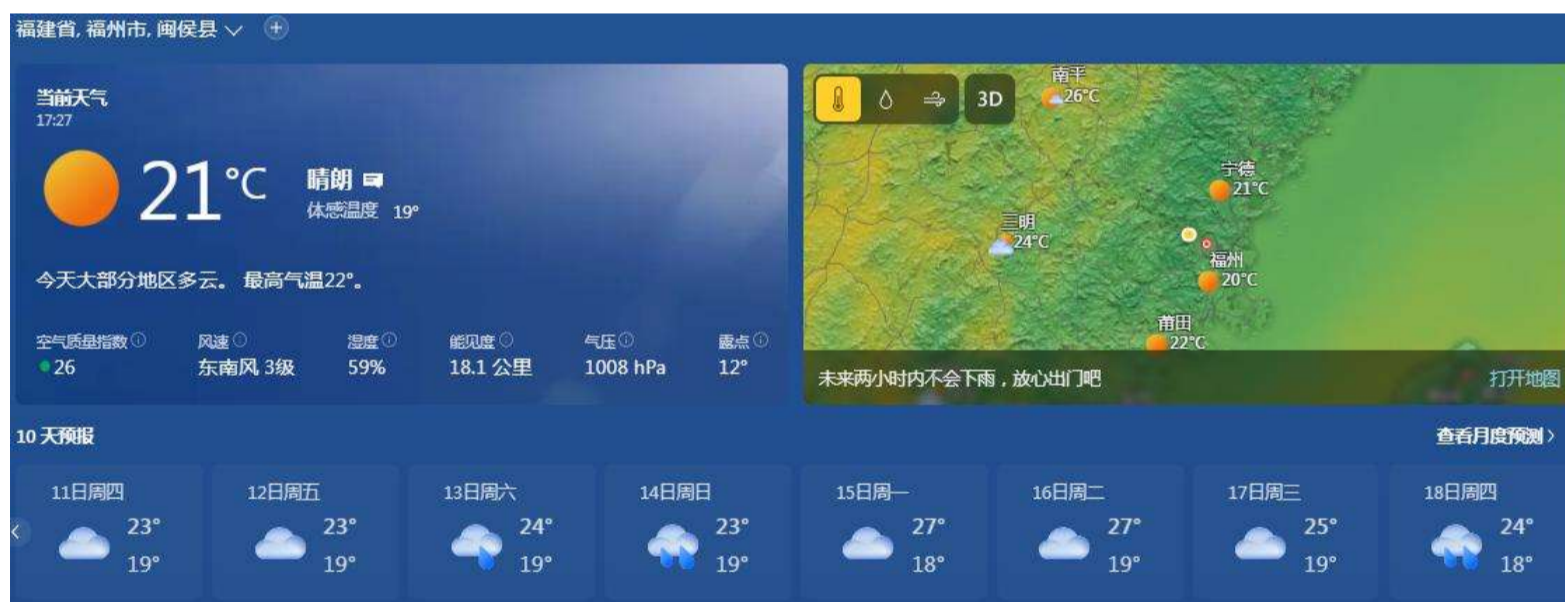 福建省, 福州市, 闽侯县
当前天气
17:27
21°C
晴朗
体感温度 19°
今天大部分地区多云。 最高气温22°。
空气质量指数 风速 湿度 能见度 气压 露点
26 东南风 3级 59% 18.1 公里 1008 hPa 12°
3D
南平
26°C
宁德
21°C
三明
24°C
福州
20°C
莆田
22°C
未来两小时内不会下雨，放心出门吧 打开地图
10 天预报 查看月度预测
11日周四 12日周五 13日周六 14日周日 15日周一 16日周二 17日周三 18日周四
23° 23° 24° 23° 27° 27° 25° 24°
19° 19° 19° 19° 18° 19° 19° 18°